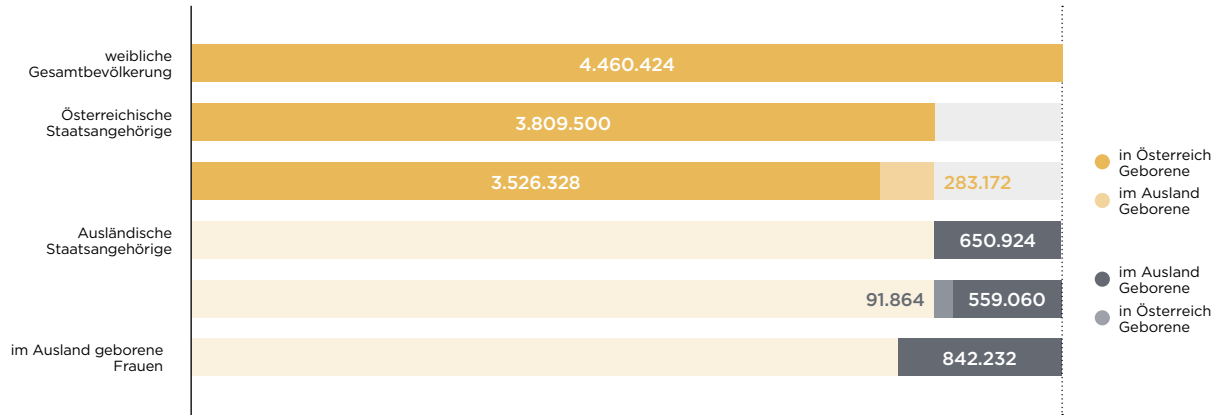 weibliche
Gesamtbevölkerung
4.460.424
Österreichische
Staatsangehörige
3.809.500
3.526.328
283.172
Ausländische
Staatsangehörige
650.924
91.864
559.060
im Ausland geborene
Frauen
842.232
in Österreich
Geborene
im Ausland
Geborene
im Ausland
Geborene
in Österreich
Geborene